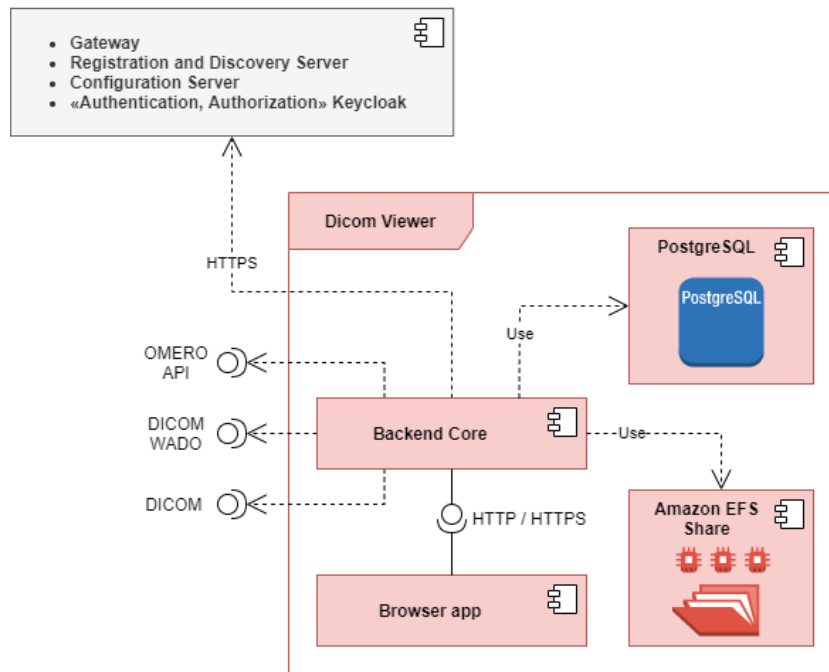 Gateway
Registration and Discovery Server
Configuration Server
«Authentication, Authorization» Keycloak
Dicom Viewer
HTTPS
PostgreSQL
PostgreSQL
Use
OMERO
API
DICOM
WADO
Backend Core
Use
DICOM
HTTP / HTTPS
Amazon EFS
Share
Browser app